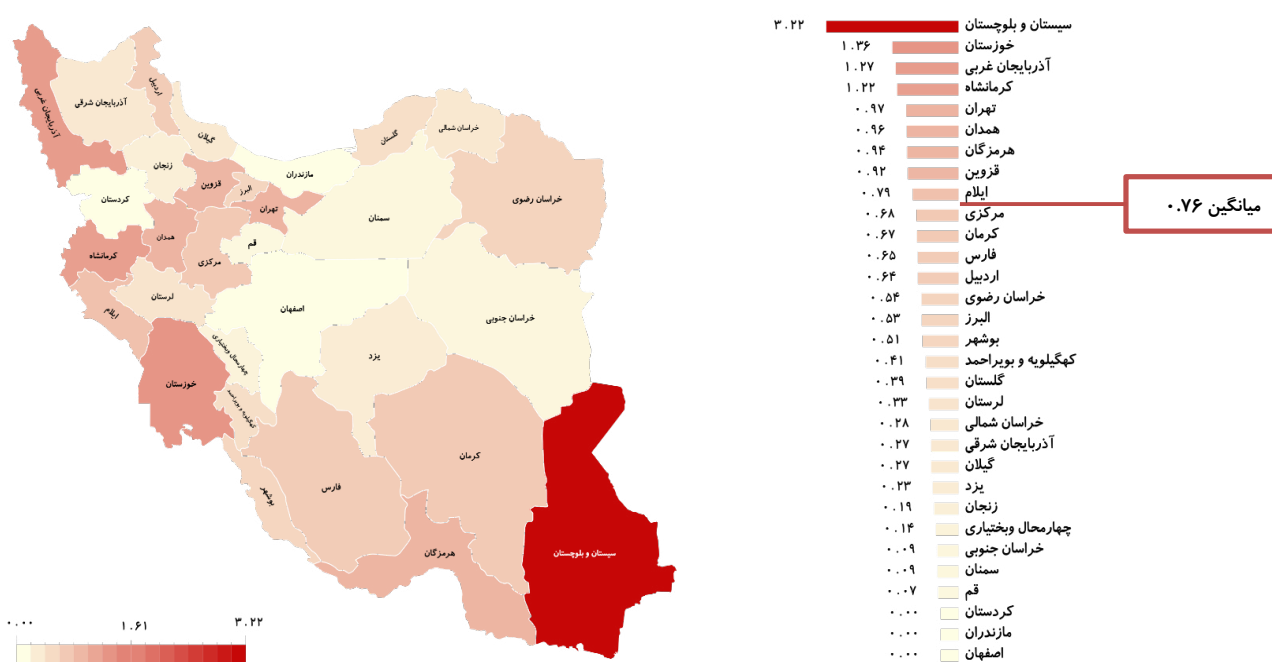 آذربایجان غربی
آذربایجان شرقی
اردبیل
گیلان
زنجان
کردستان
قزوین
البرز
تهران
مازندران
گلستان
خراسان شمالی
خراسان رضوی
سمنان
قم
همدان
مرکزی
کرمانشاه
لرستان
ایلام
اصفهان
خراسان جنوبی
یزد
چهارمحال وبختیاری
خوزستان
کهگیلویه و بویراحمد
کرمان
فارس
بوشهر
هرمزگان
سیستان و بلوچستان
۰.۰۰ ۱.۶۱ ۳.۲۲
سیستان و بلوچستان ۳.۲۲
خوزستان ۱.۳۶
آذربایجان غربی ۱.۲۷
کرمانشاه ۱.۲۲
تهران ۰.۹۷
همدان ۰.۹۶
هرمزگان ۰.۹۴
قزوین ۰.۹۲
ایلام ۰.۷۹
میانگین ۰.۷۶
مرکزی ۰.۶۸
کرمان ۰.۶۷
فارس ۰.۶۵
اردبیل ۰.۶۴
خراسان رضوی ۰.۵۴
البرز ۰.۵۳
بوشهر ۰.۵۱
کهگیلویه و بویراحمد ۰.۴۱
گلستان ۰.۳۹
لرستان ۰.۳۳
خراسان شمالی ۰.۲۸
آذربایجان شرقی ۰.۲۷
گیلان ۰.۲۷
یزد ۰.۲۳
زنجان ۰.۱۹
چهارمحال وبختیاری ۰.۱۴
خراسان جنوبی ۰.۰۹
سمنان ۰.۰۹
قم ۰.۰۷
کردستان ۰.۰۰
مازندران ۰.۰۰
اصفهان ۰.۰۰